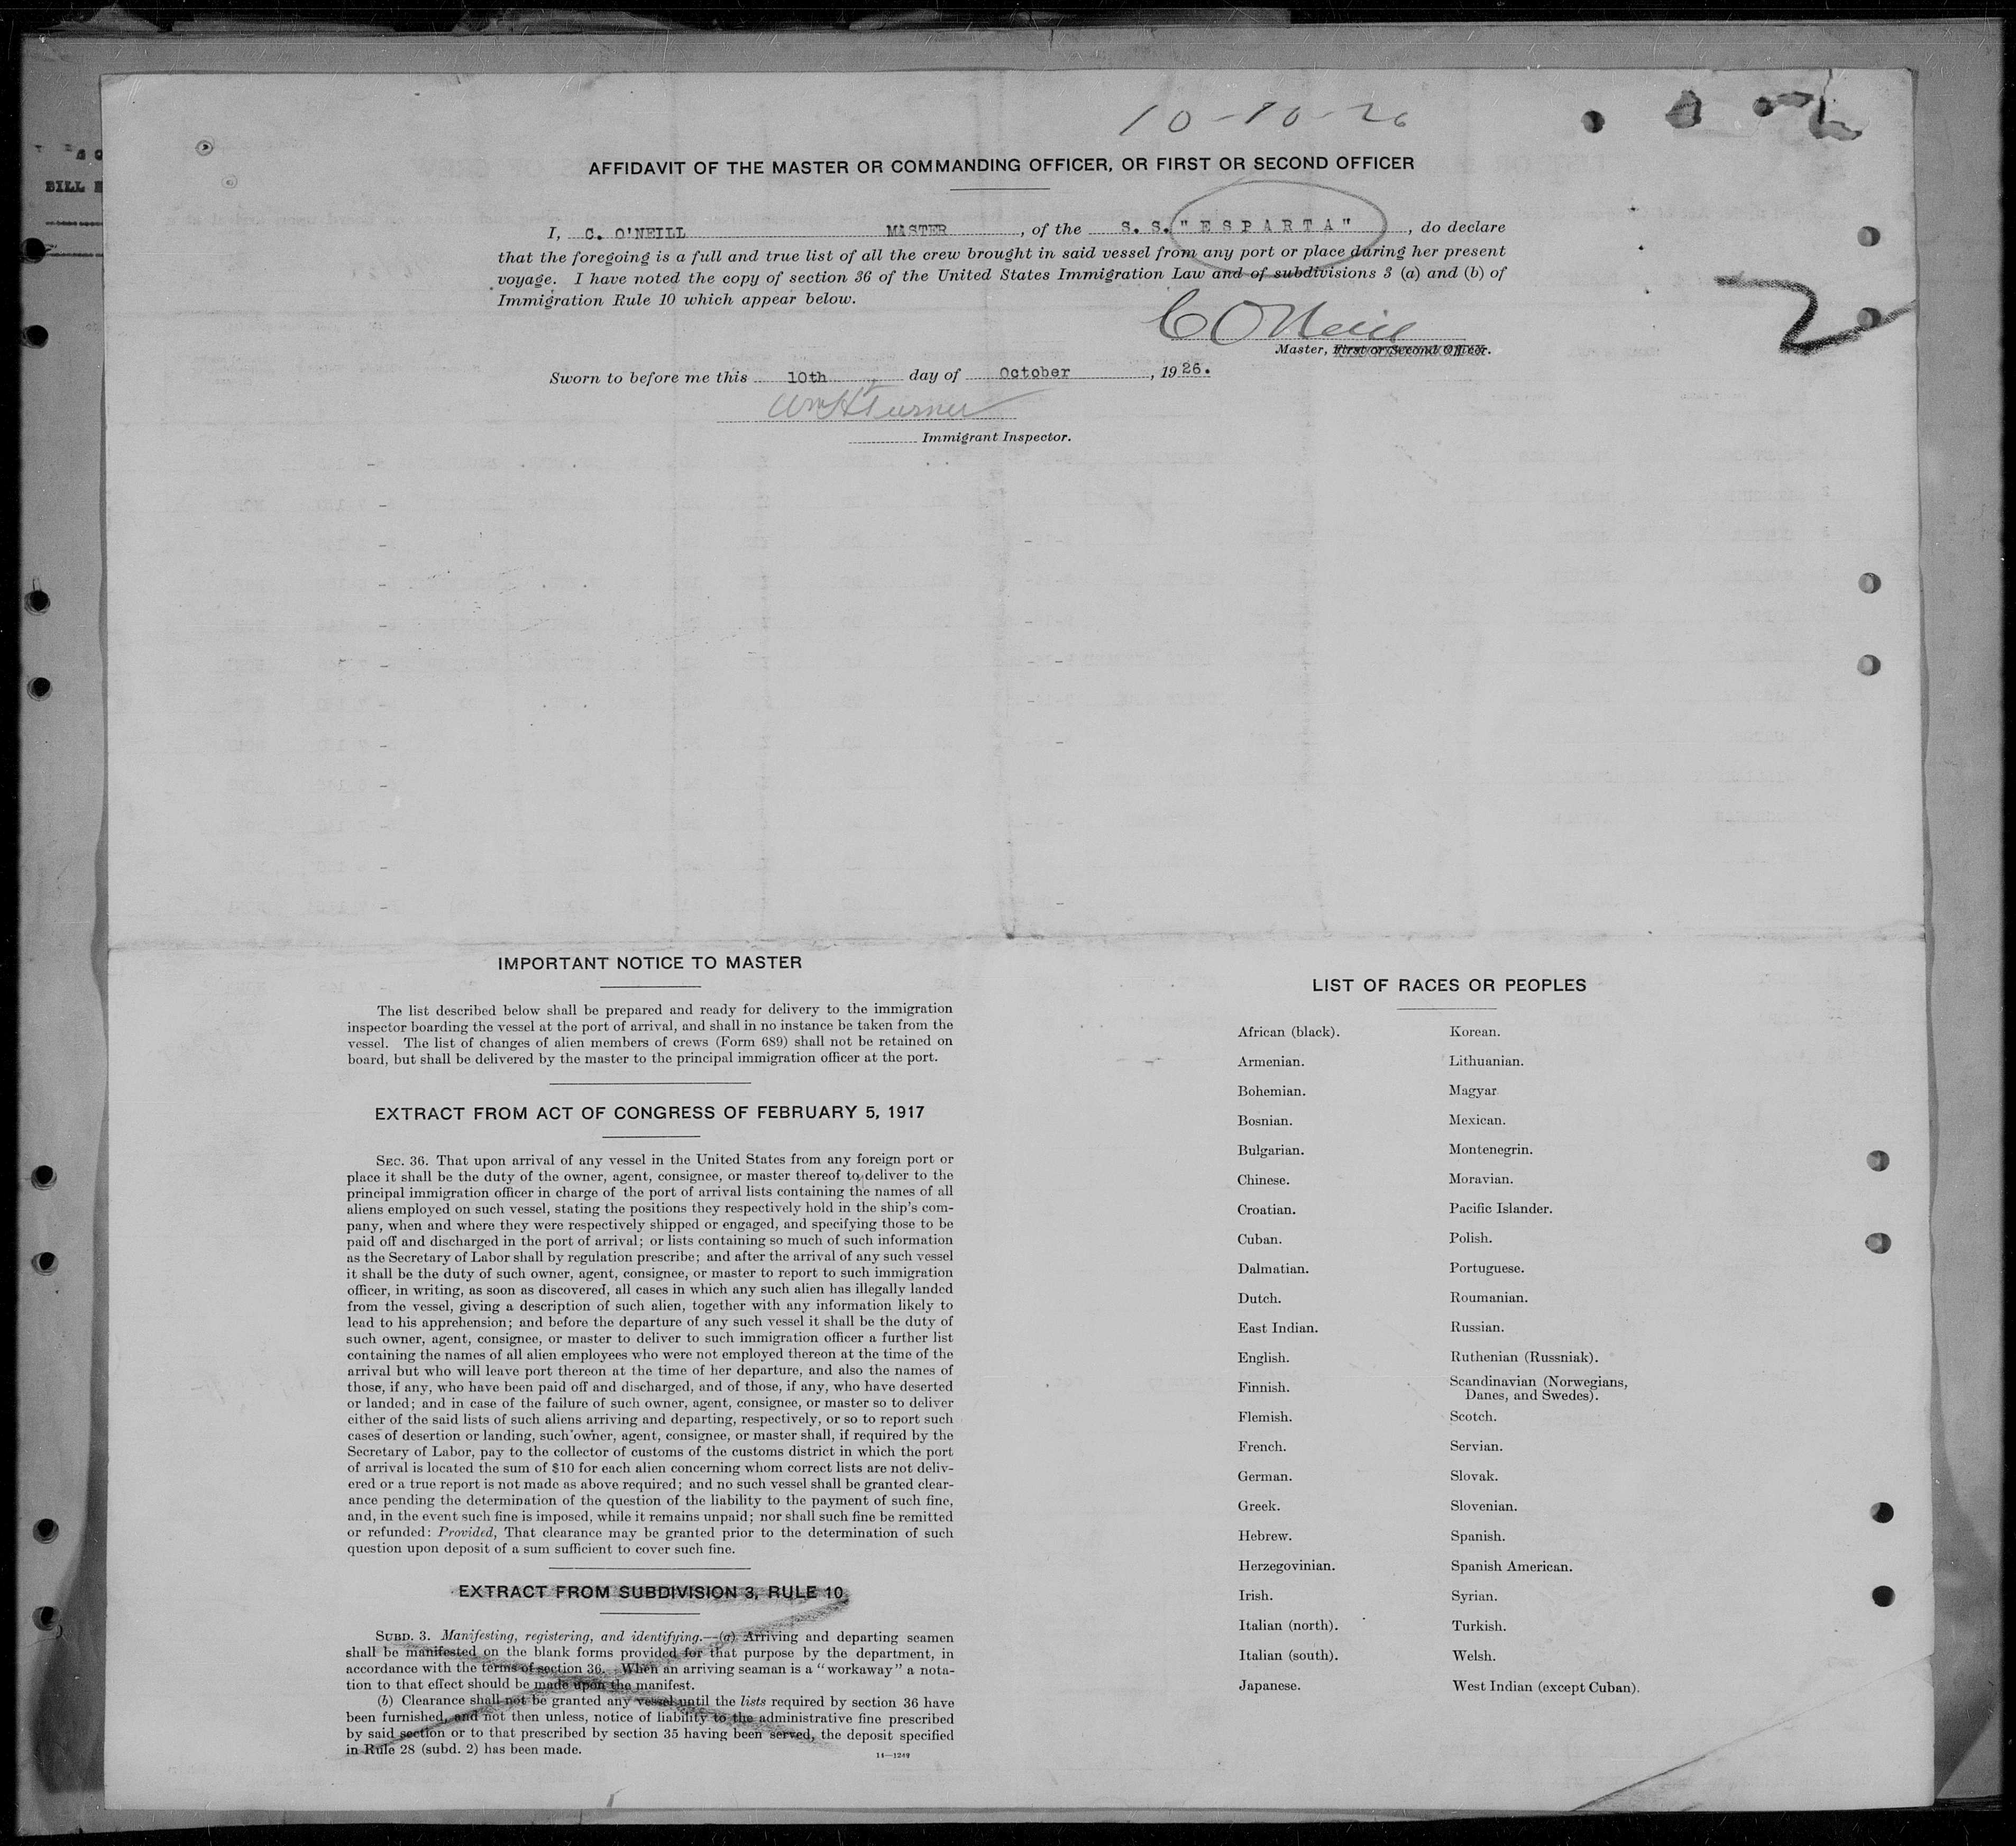 10-10-26
AFFIDAVIT OF THE MASTER OR COMMANDING OFFICER, OR FIRST OR SECOND OFFICER
I, C. O'NEILL MASTER, of the S. S. "ESPARTA", do declare
that the foregoing is a full and true list of all the crew brought in said vessel from any port or place during her present
voyage. I have noted the copy of section 36 of the United States Immigration Law and of subdivisions 3 (a) and (b) of
Immigration Rule 10 which appear below.
C O'Neill
2
Master, First or Second Officer.
Sworn to before me this 10th day of October, 1926.
Wm H Turner
Immigrant Inspector.
BILL
IMPORTANT NOTICE TO MASTER
The list described below shall be prepared and ready for delivery to the immigration
inspector boarding the vessel at the port of arrival, and shall in no instance be taken from the
vessel. The list of changes of alien members of crews (Form 689) shall not be retained on
board, but shall be delivered by the master to the principal immigration officer at the port.
EXTRACT FROM ACT OF CONGRESS OF FEBRUARY 5, 1917
SEC. 36. That upon arrival of any vessel in the United States from any foreign port or
place it shall be the duty of the owner, agent, consignee, or master thereof to deliver to the
principal immigration officer in charge of the port of arrival lists containing the names of all
aliens employed on such vessel, stating the positions they respectively hold in the ship's com-
pany, when and where they were respectively shipped or engaged, and specifying those to be
paid off and discharged in the port of arrival; or lists containing so much of such information
as the Secretary of Labor shall by regulation prescribe; and after the arrival of any such vessel
it shall be the duty of such owner, agent, consignee, or master to report to such immigration
officer, in writing, as soon as discovered, all cases in which any such alien has illegally landed
from the vessel, giving a description of such alien, together with any information likely to
lead to his apprehension; and before the departure of any such vessel it shall be the duty of
such owner, agent, consignee, or master to deliver to such immigration officer a further list
containing the names of all alien employees who were not employed thereon at the time of the
arrival but who will leave port thereon at the time of her departure, and also the names of
those, if any, who have been paid off and discharged, and of those, if any, who have deserted
or landed; and in case of the failure of such owner, agent, consignee, or master so to deliver
either of the said lists of such aliens arriving and departing, respectively, or so to report such
cases of desertion or landing, such owner, agent, consignee, or master shall, if required by the
Secretary of Labor, pay to the collector of customs of the customs district in which the port
of arrival is located the sum of $10 for each alien concerning whom correct lists are not deliv-
ered or a true report is not made as above required; and no such vessel shall be granted clear-
ance pending the determination of the question of the liability to the payment of such fine,
and, in the event such fine is imposed, while it remains unpaid; nor shall such fine be remitted
or refunded: Provided, That clearance may be granted prior to the determination of such
question upon deposit of a sum sufficient to cover such fine.
EXTRACT FROM SUBDIVISION 3, RULE 10
SUBD. 3. Manifesting, registering, and identifying.—(a) Arriving and departing seamen
shall be manifested on the blank forms provided for that purpose by the department, in
accordance with the terms of section 36. When an arriving seaman is a "workaway" a nota-
tion to that effect should be made upon the manifest.
(b) Clearance shall not be granted any vessel until the lists required by section 36 have
been furnished, and not then unless, notice of liability to the administrative fine prescribed
by said section or to that prescribed by section 35 having been served, the deposit specified
in Rule 28 (subd. 2) has been made.
14—1249
LIST OF RACES OR PEOPLES
African (black). Korean.
Armenian. Lithuanian.
Bohemian. Magyar
Bosnian. Mexican.
Bulgarian. Montenegrin.
Chinese. Moravian.
Croatian. Pacific Islander.
Cuban. Polish.
Dalmatian. Portuguese.
Dutch. Roumanian.
East Indian. Russian.
English. Ruthenian (Russniak).
Finnish. Scandinavian (Norwegians,
Danes, and Swedes).
Flemish. Scotch.
French. Servian.
German. Slovak.
Greek. Slovenian.
Hebrew. Spanish.
Herzegovinian. Spanish American.
Irish. Syrian.
Italian (north). Turkish.
Italian (south). Welsh.
Japanese. West Indian (except Cuban).